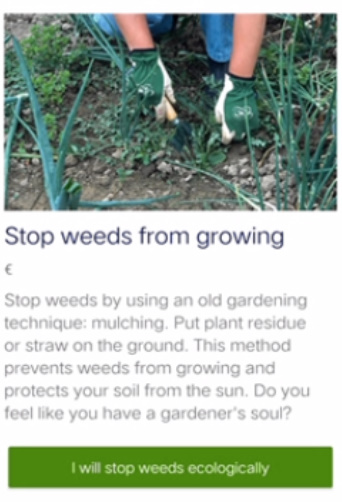 Stop weeds from growing
€
Stop weeds by using an old gardening
technique: mulching. Put plant residue
or straw on the ground. This method
prevents weeds from growing and
protects your soil from the sun. Do you
feel like you have a gardener's soul?
I will stop weeds ecologically